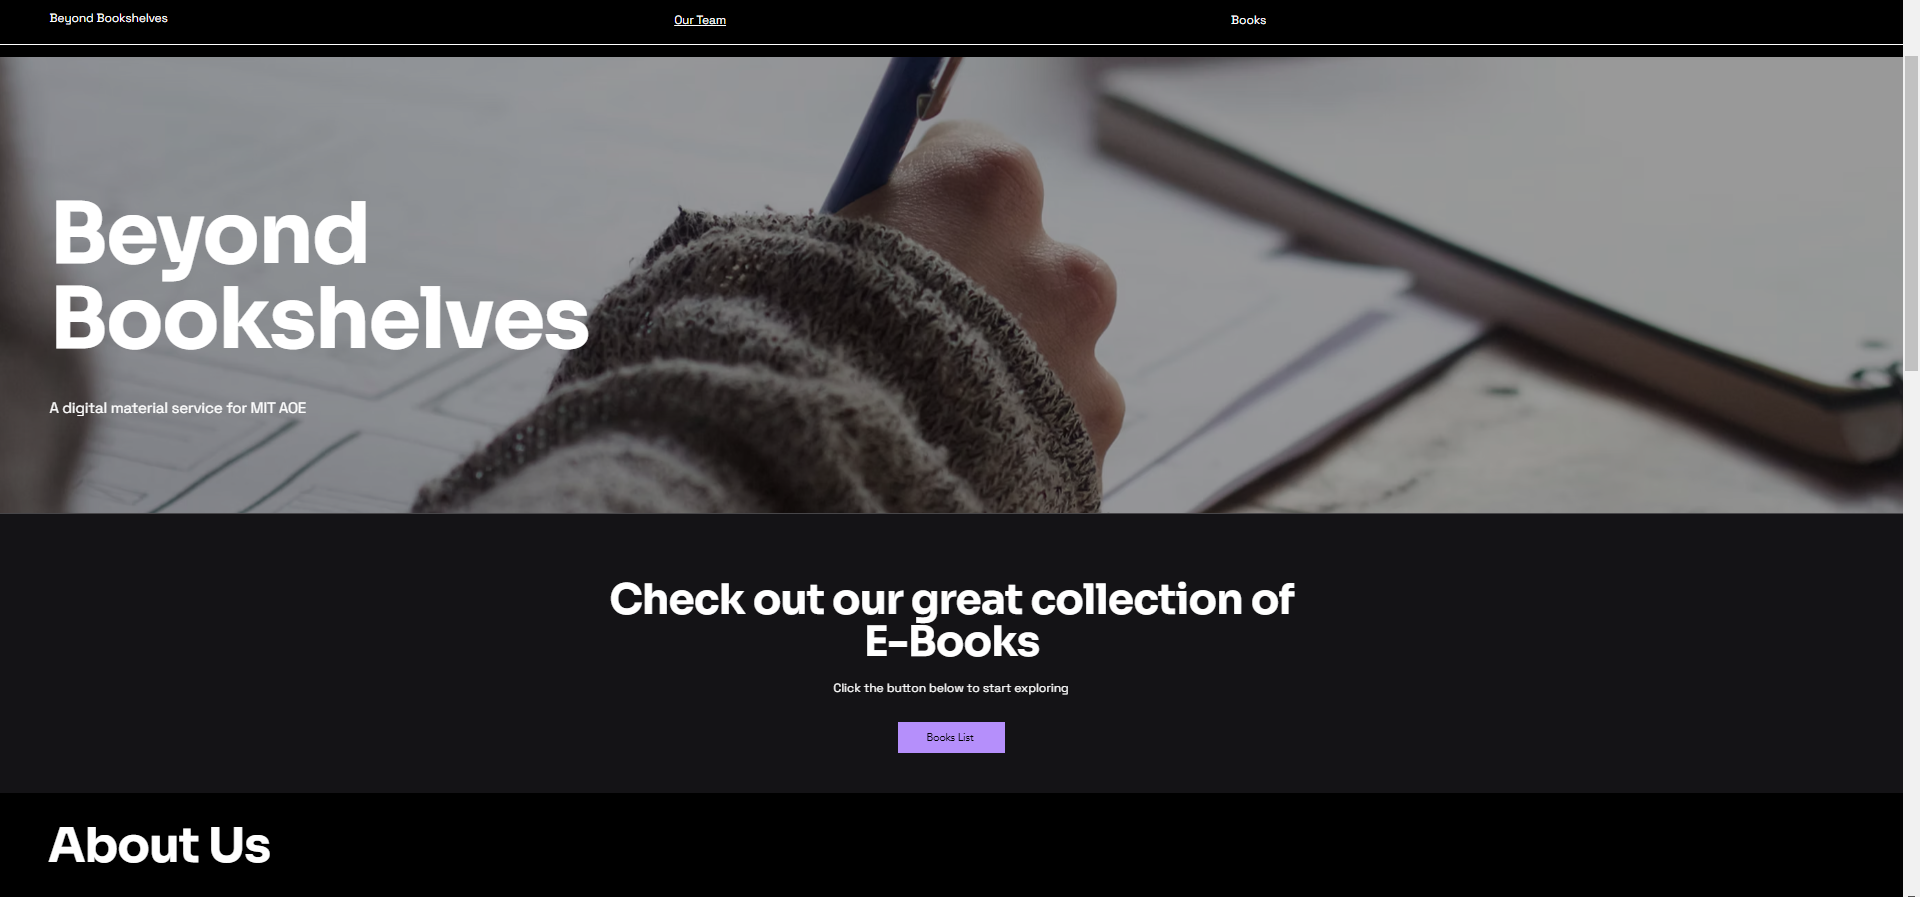 Beyond Bookshelves
Our Team
Books
Beyond
Bookshelves
A digital material service for MIT AOE
Check out our great collection of
E-Books
Click the button below to start exploring
Books List
About Us